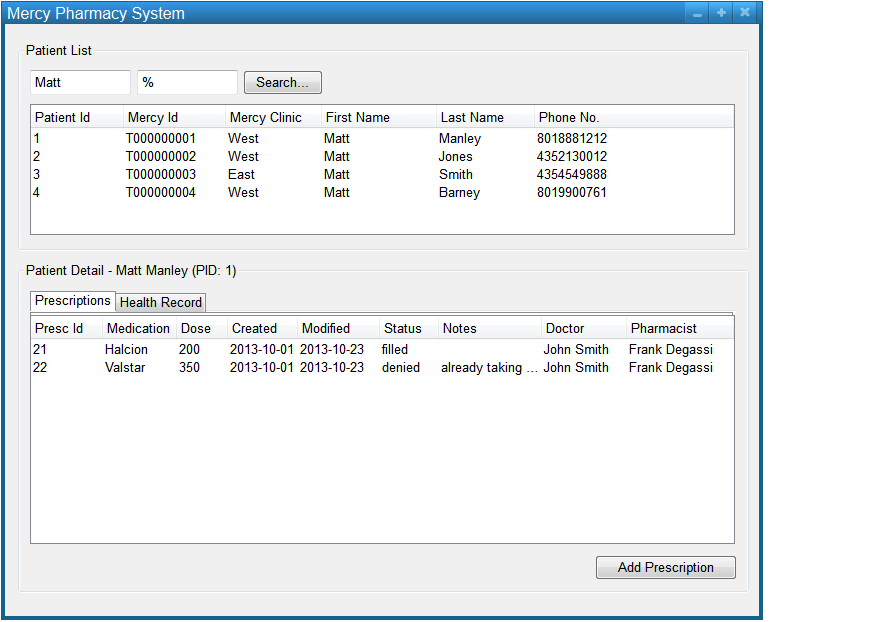 Mercy Pharmacy System
Patient List
Matt % Search...
Patient Id Mercy Id Mercy Clinic First Name Last Name Phone No.
1 T000000001 West Matt Manley 8018881212
2 T000000002 West Matt Jones 4352130012
3 T000000003 East Matt Smith 4354549888
4 T000000004 West Matt Barney 8019900761
Patient Detail - Matt Manley (PID: 1)
Prescriptions Health Record
Presc Id Medication Dose Created Modified Status Notes Doctor Pharmacist
21 Halcion 200 2013-10-01 2013-10-23 filled John Smith Frank Degassi
22 Valstar 350 2013-10-01 2013-10-23 denied already taking ... John Smith Frank Degassi
Add Prescription